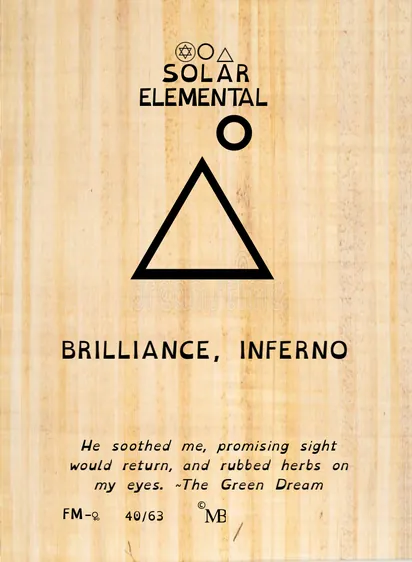 SOLAR
ELEMENTAL
BRILLIANCE, INFERNO
He soothed me, promising sight
would return, and rubbed herbs on
my eyes. ~The Green Dream
FM-♀ 40/63 © MB